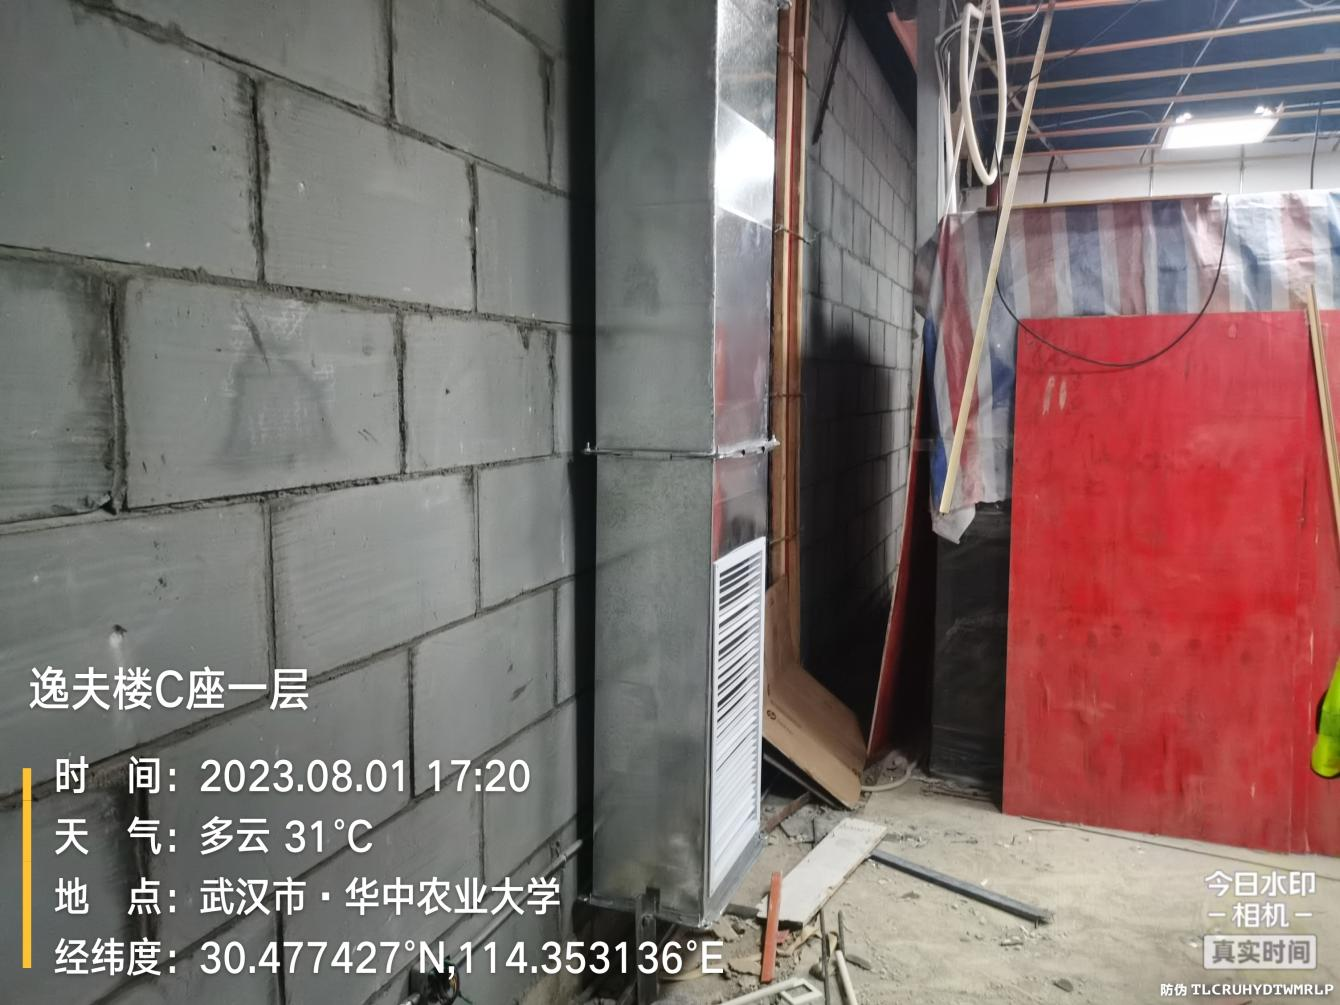 逸夫楼C座一层
时 间：2023.08.01 17:20
天 气：多云 31℃
地 点：武汉市·华中农业大学
经纬度：30.477427°N,114.353136°E
今日水印
-相机-
真实时间
防伪 TLCRUHYDTWMRLP